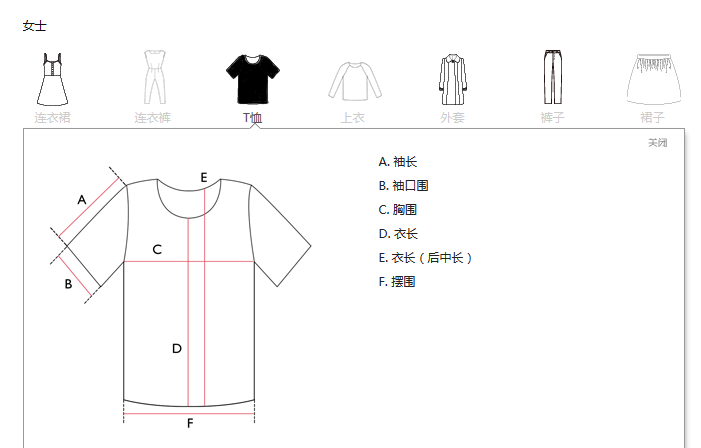 女士
连衣裙 连衣裤 T恤 上衣 外套 裤子 裙子
关闭
A. 袖长
B. 袖口围
C. 胸围
D. 衣长
E. 衣长（后中长）
F. 摆围
E
A
C
B
D
F